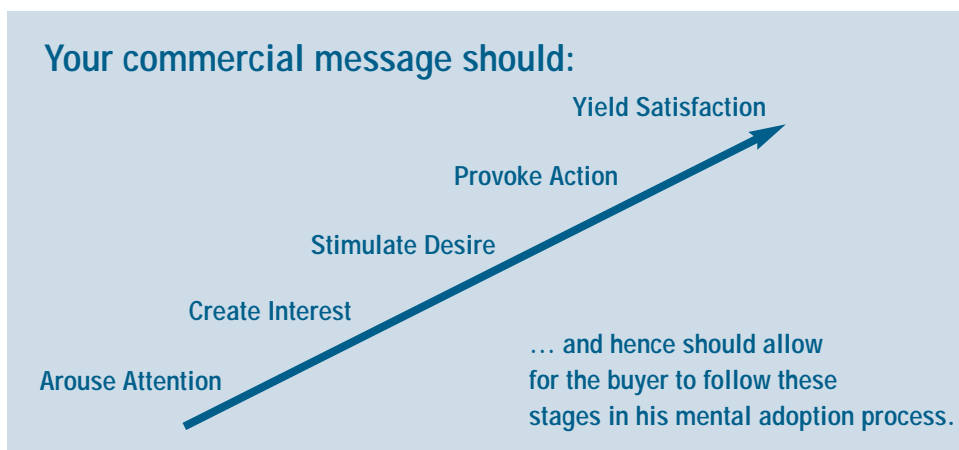 Your commercial message should:
Yield Satisfaction
Provoke Action
Stimulate Desire
Create Interest
Arouse Attention
… and hence should allow
for the buyer to follow these
stages in his mental adoption process.